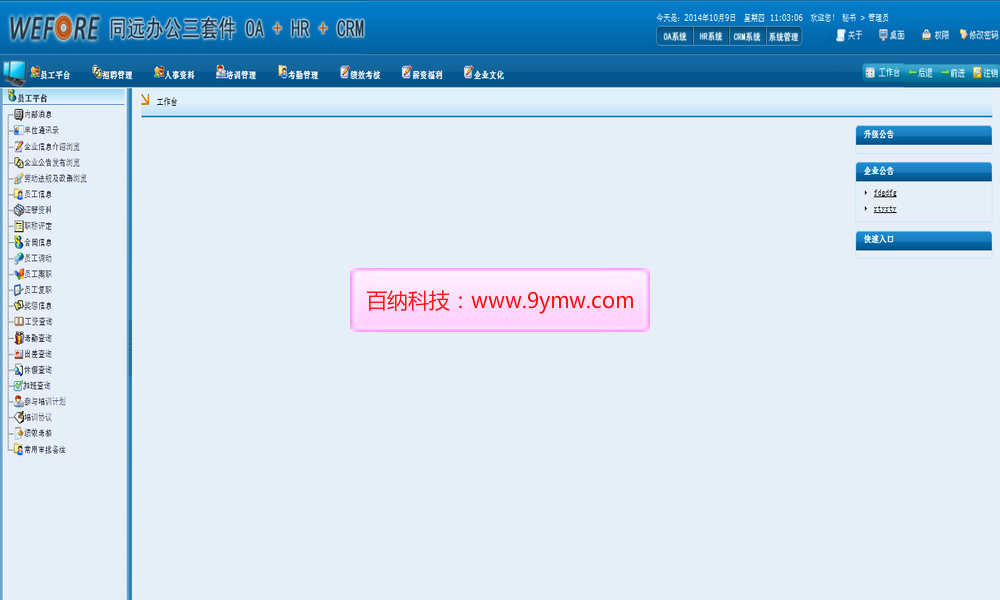 WEFORE 同远办公三套件 OA + HR + CRM
今天是：2014年10月9日 星期四 11:03:06 欢迎您！ 秘书 > 管理员
OA系统 HR系统 CRM系统 系统管理
关于 桌面 权限 修改密码
员工平台 招聘管理 人事资料 培训管理 考勤管理 绩效考核 薪资福利 企业文化
工作台 后退 前进 注销
员工平台
内部消息
单位通讯录
企业信息介绍浏览
企业公告发布浏览
劳动法规及政策浏览
员工信息
证件资料
职称评定
合同信息
员工调动
员工离职
员工复职
奖惩信息
工资查询
考勤查询
出差查询
休假查询
加班查询
参与培训计划
培训协议
绩效考核
常用审批备注
工作台
升级公告
企业公告
fdgdfg
rtyrty
快速入口
百纳科技：www.9ymw.com